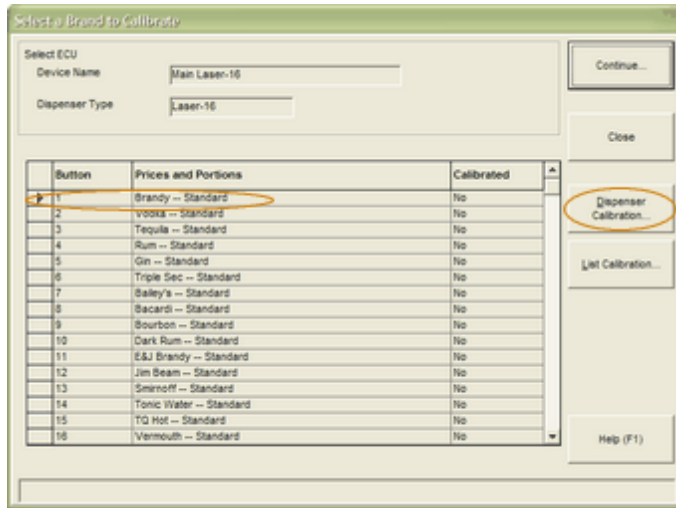 Select a Brand to Calibrate
Select ECU
Device Name
Main Laser-16
Dispenser Type
Laser-16
Continue...
Close
Dispenser
Calibration...
List Calibration...
Help (F1)
Button Prices and Portions Calibrated
1 Brandy -- Standard No
2 Vodka -- Standard No
3 Tequila -- Standard No
4 Rum -- Standard No
5 Gin -- Standard No
6 Triple Sec -- Standard No
7 Bailey's -- Standard No
8 Bacardi -- Standard No
9 Bourbon -- Standard No
10 Dark Rum -- Standard No
11 E&J Brandy -- Standard No
12 Jim Beam -- Standard No
13 Smirnoff -- Standard No
14 Tonic Water -- Standard No
15 TQ Hot -- Standard No
16 Vermouth -- Standard No